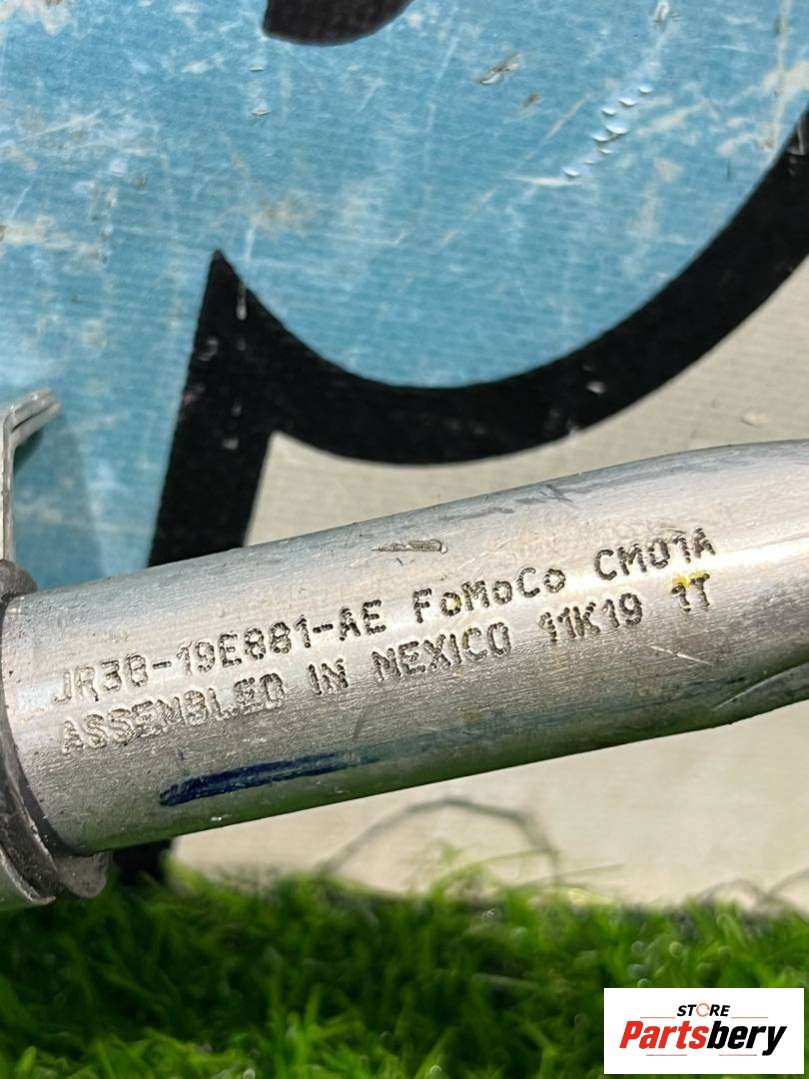 JR3B-19E881-AE FoMoCo CM01A
ASSEMBLED IN MEXICO 11K19 1T
STORE
Partsbery